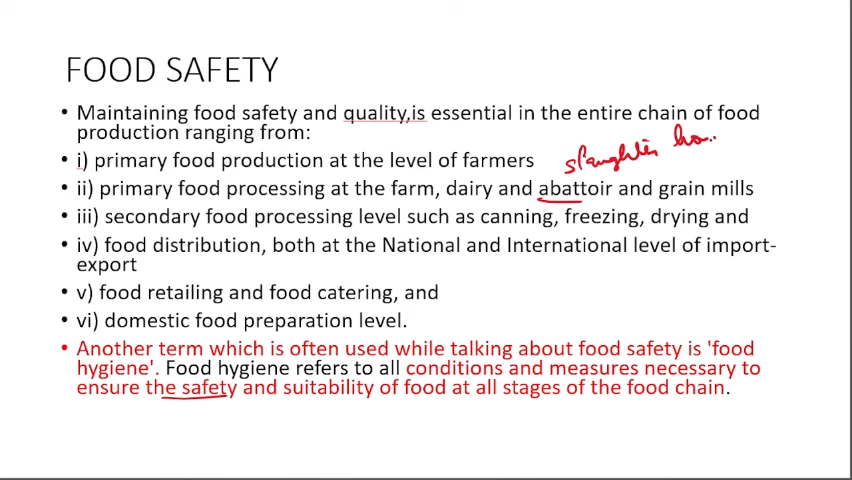 FOOD SAFETY
• Maintaining food safety and quality,is essential in the entire chain of food
production ranging from:
• i) primary food production at the level of farmers
slaughter
• ii) primary food processing at the farm, dairy and abattoir and grain mills
• iii) secondary food processing level such as canning, freezing, drying and
• iv) food distribution, both at the National and International level of import-
export
• v) food retailing and food catering, and
• vi) domestic food preparation level.
• Another term which is often used while talking about food safety is 'food
hygiene'. Food hygiene refers to all conditions and measures necessary to
ensure the safety and suitability of food at all stages of the food chain.